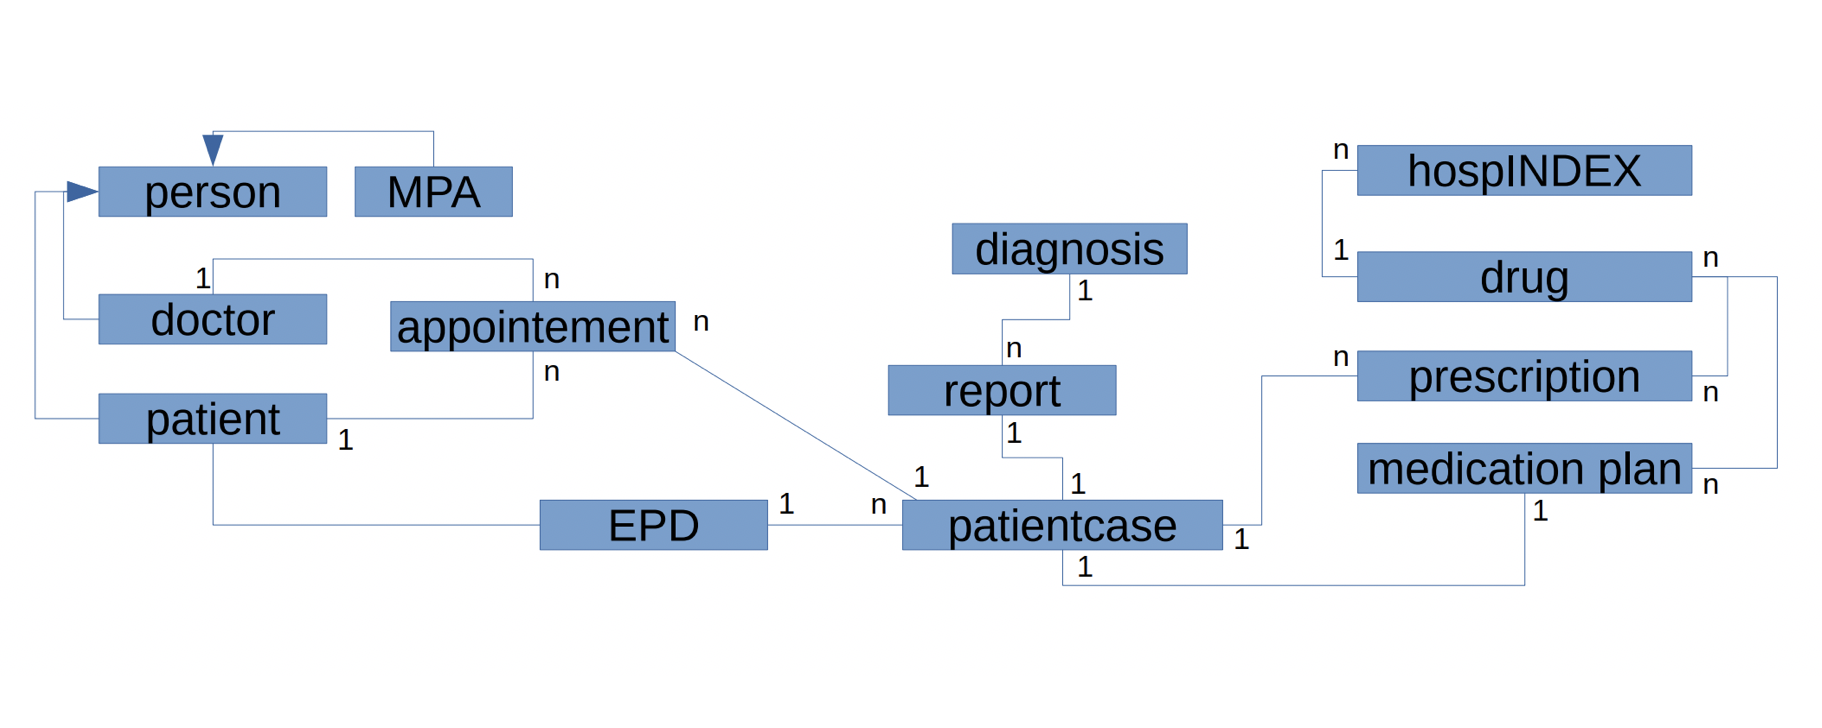 n
hospINDEX
person
MPA
diagnosis
1
n
drug
1
n
1
doctor
appointement
n
n
report
n
prescription
n
n
patient
1
1
medication plan
1
1
n
EPD
1
n
patientcase
1
1
1